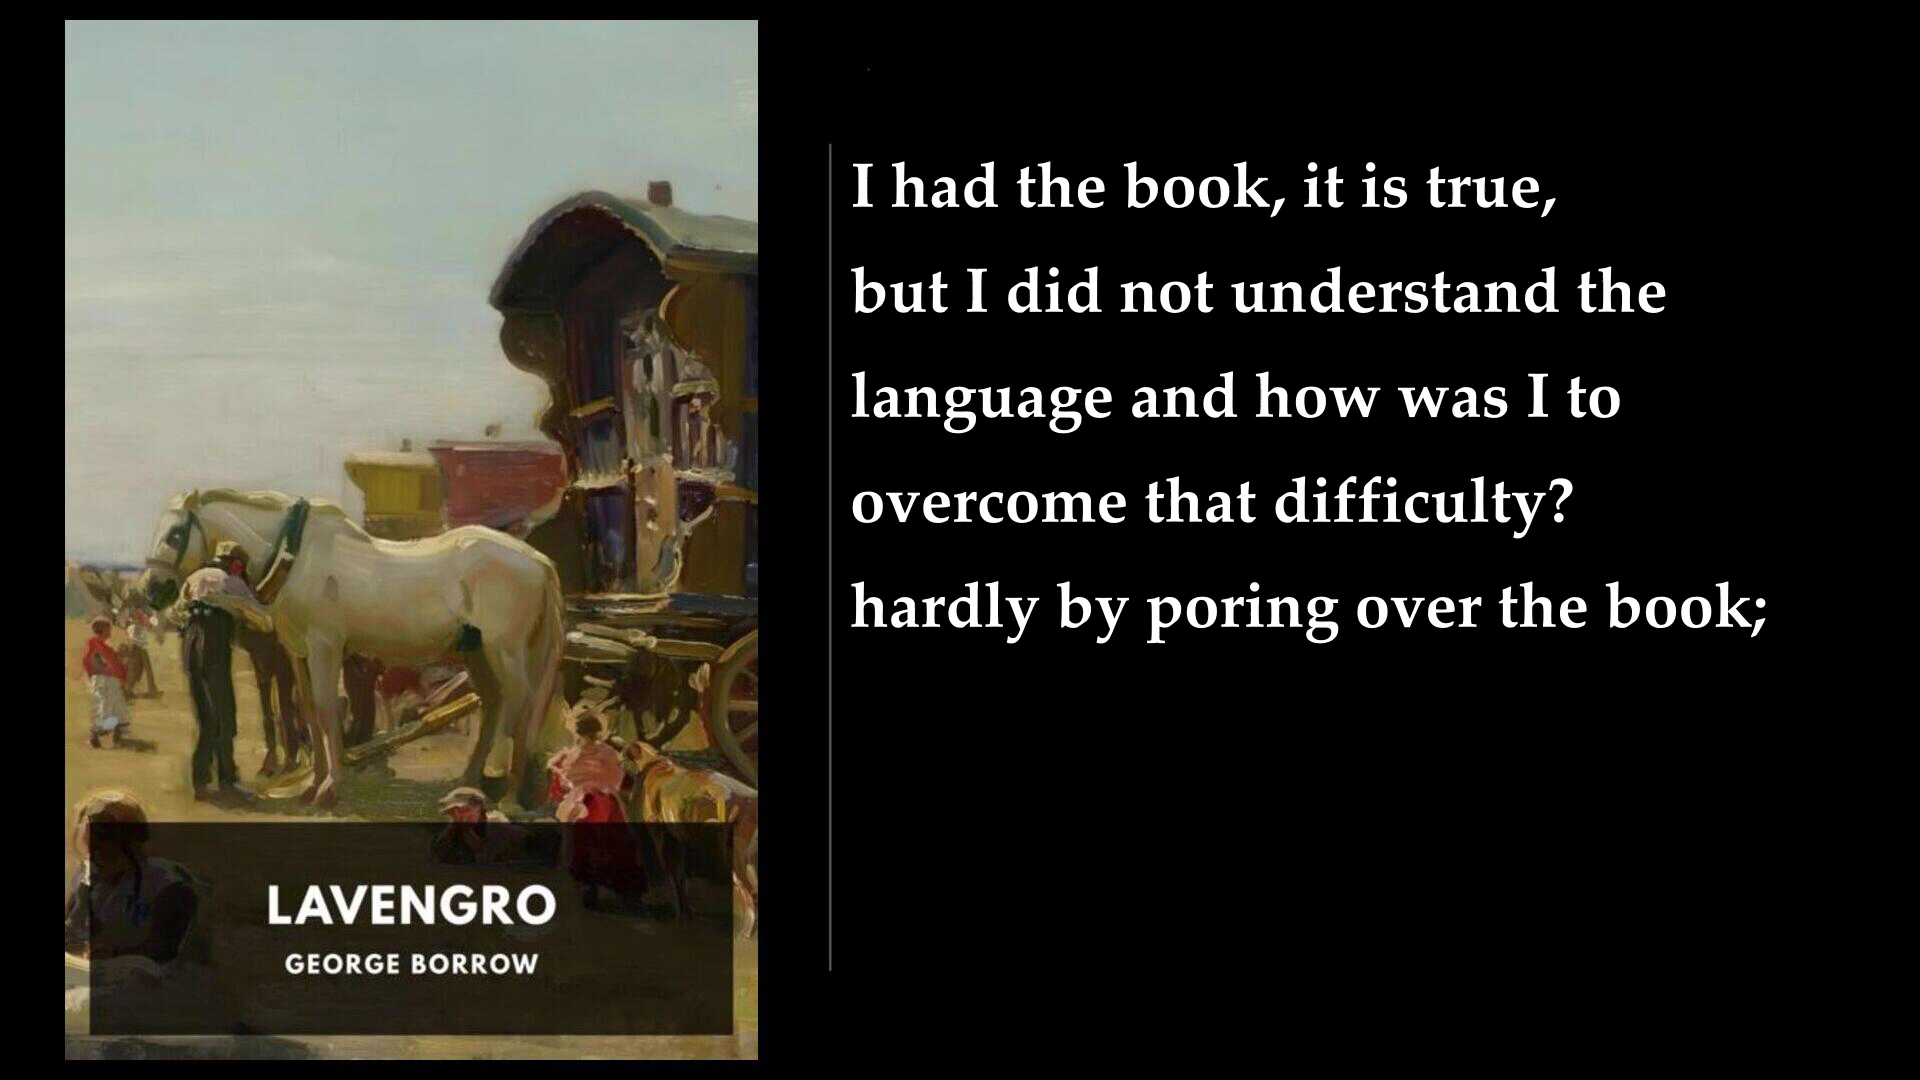 I had the book, it is true,
but I did not understand the
language and how was I to
overcome that difficulty?
hardly by poring over the book;
LAVENGRO
GEORGE BORROW